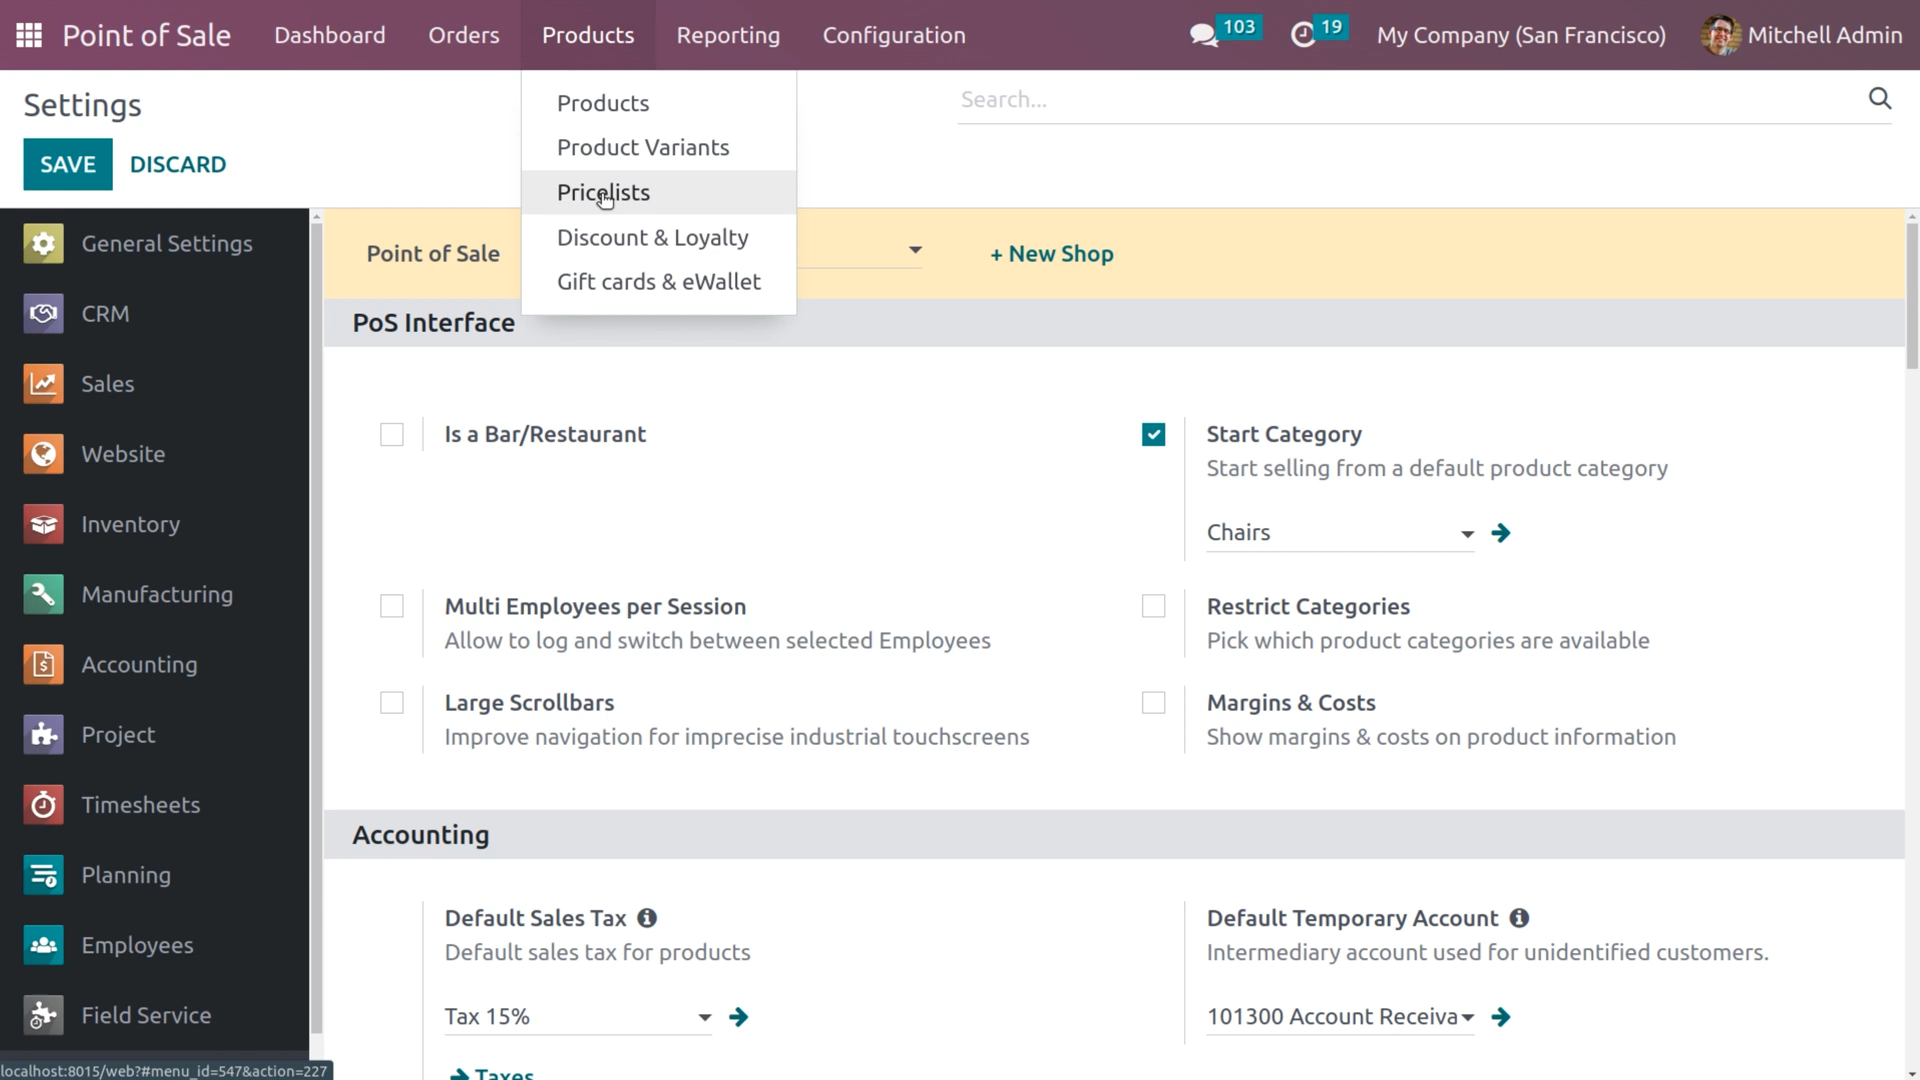 Point of Sale Dashboard Orders Products Reporting Configuration 103 19 My Company (San Francisco) Mitchell Admin
Settings
SAVE DISCARD
Search...
Products
Product Variants
Pricelists
Discount & Loyalty
Gift cards & eWallet
General Settings
CRM
Sales
Website
Inventory
Manufacturing
Accounting
Project
Timesheets
Planning
Employees
Field Service
Point of Sale
+ New Shop
PoS Interface
Is a Bar/Restaurant
Start Category
Start selling from a default product category
Chairs
Multi Employees per Session
Allow to log and switch between selected Employees
Restrict Categories
Pick which product categories are available
Large Scrollbars
Improve navigation for imprecise industrial touchscreens
Margins & Costs
Show margins & costs on product information
Accounting
Default Sales Tax
Default sales tax for products
Tax 15%
Taxes
Default Temporary Account
Intermediary account used for unidentified customers.
101300 Account Receiva
localhost:8015/web?#menu_id=547&action=227